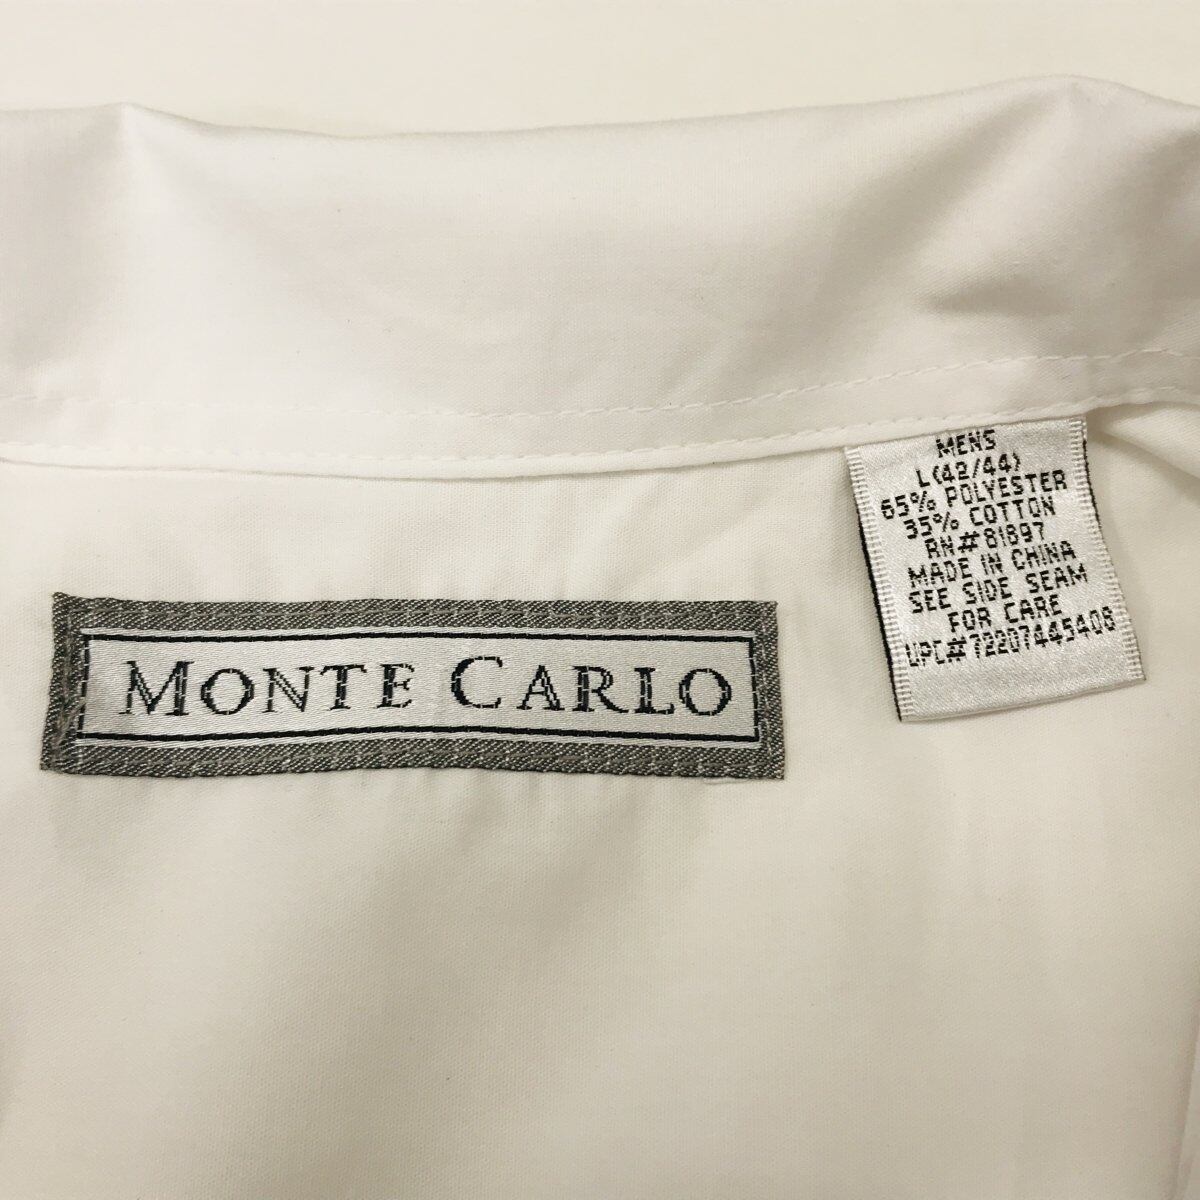 MONTE CARLO
MENS
L(42/44)
65% POLYESTER
35% COTTON
RN#81897
MADE IN CHINA
SEE SIDE SEAM
FOR CARE
UPC#72207445408